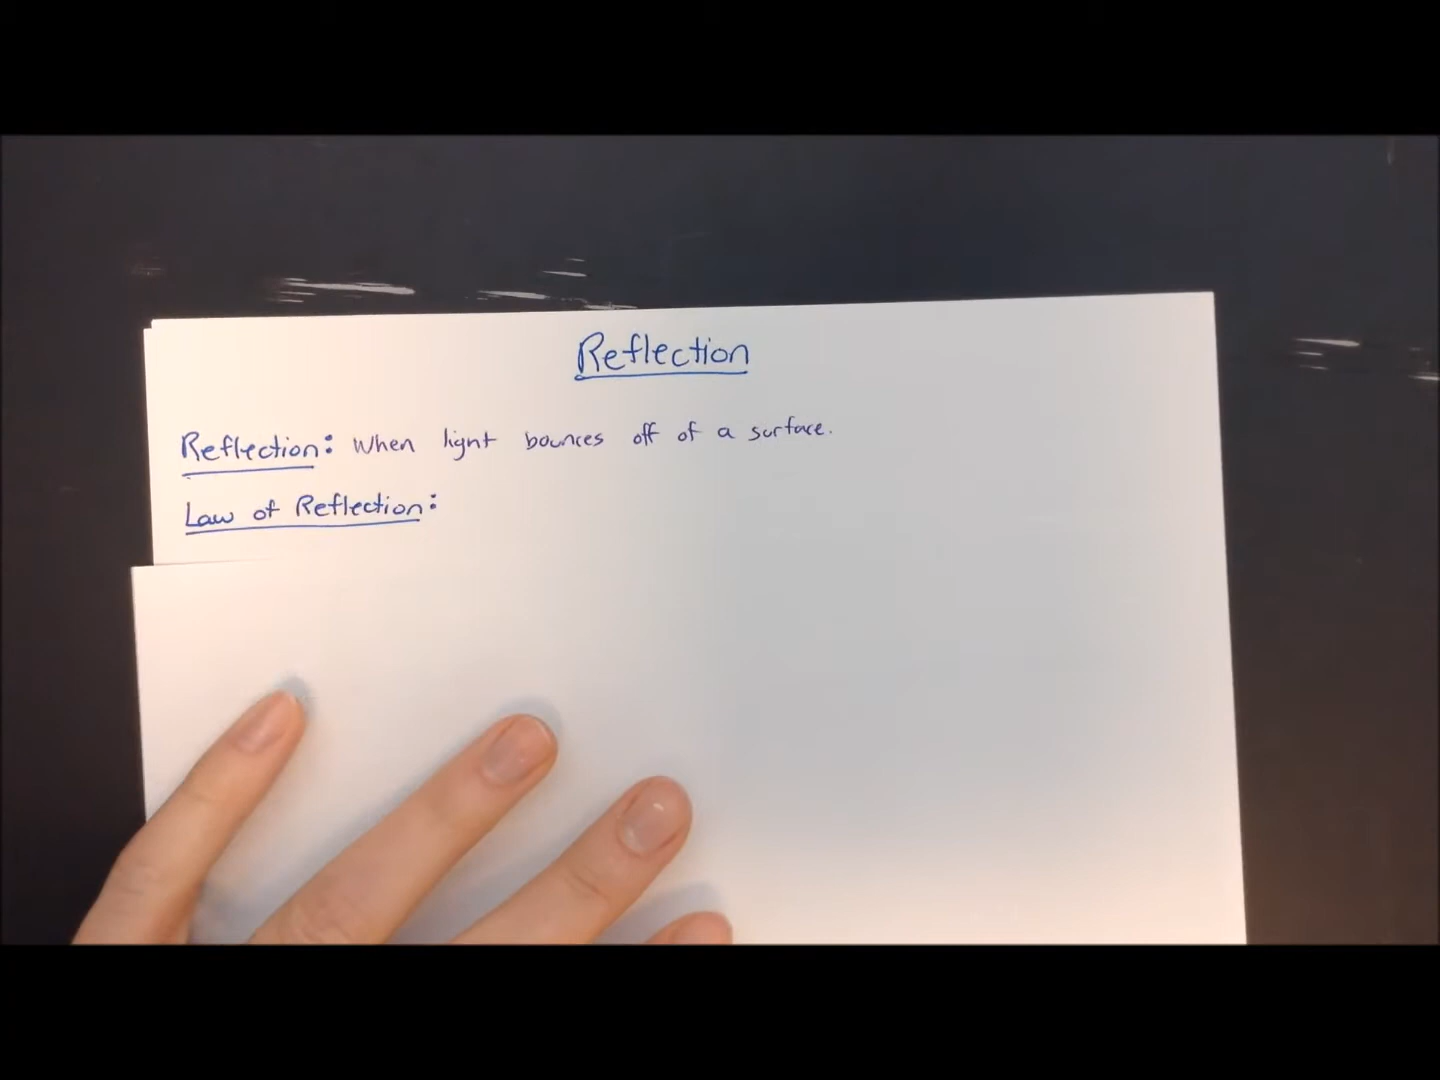 Reflection
Reflection: When light bounces off of a surface.
Law of Reflection: